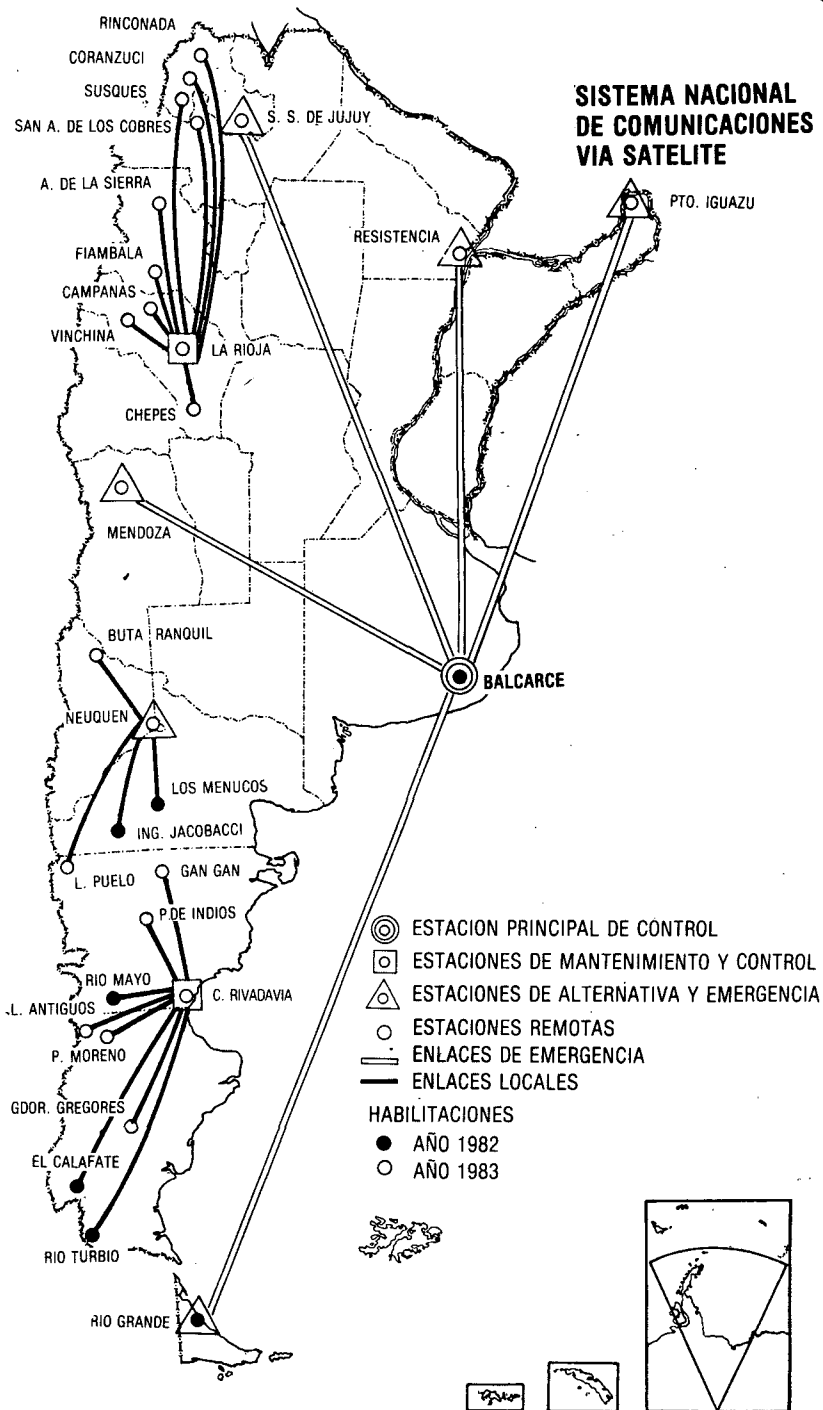 RINCONADA
CORANZUCI
SUSQUES
SAN A. DE LOS COBRES
S. S. DE JUJUY
SISTEMA NACIONAL
DE COMUNICACIONES
VIA SATELITE
A. DE LA SIERRA
PTO. IGUAZU
RESISTENCIA
FIAMBALA
CAMPANAS
VINCHINA
LA RIOJA
CHEPES
MENDOZA
BUTA RANQUIL
BALCARCE
NEUQUEN
LOS MENUCOS
ING. JACOBACCI
L. PUELO
GAN GAN
P.DE INDIOS
RIO MAYO
C. RIVADAVIA
L. ANTIGUOS
P. MORENO
GDOR. GREGORES
EL CALAFATE
RIO TURBIO
RIO GRANDE
ESTACION PRINCIPAL DE CONTROL
ESTACIONES DE MANTENIMIENTO Y CONTROL
ESTACIONES DE ALTERNATIVA Y EMERGENCIA
ESTACIONES REMOTAS
ENLACES DE EMERGENCIA
ENLACES LOCALES
HABILITACIONES
AÑO 1982
AÑO 1983